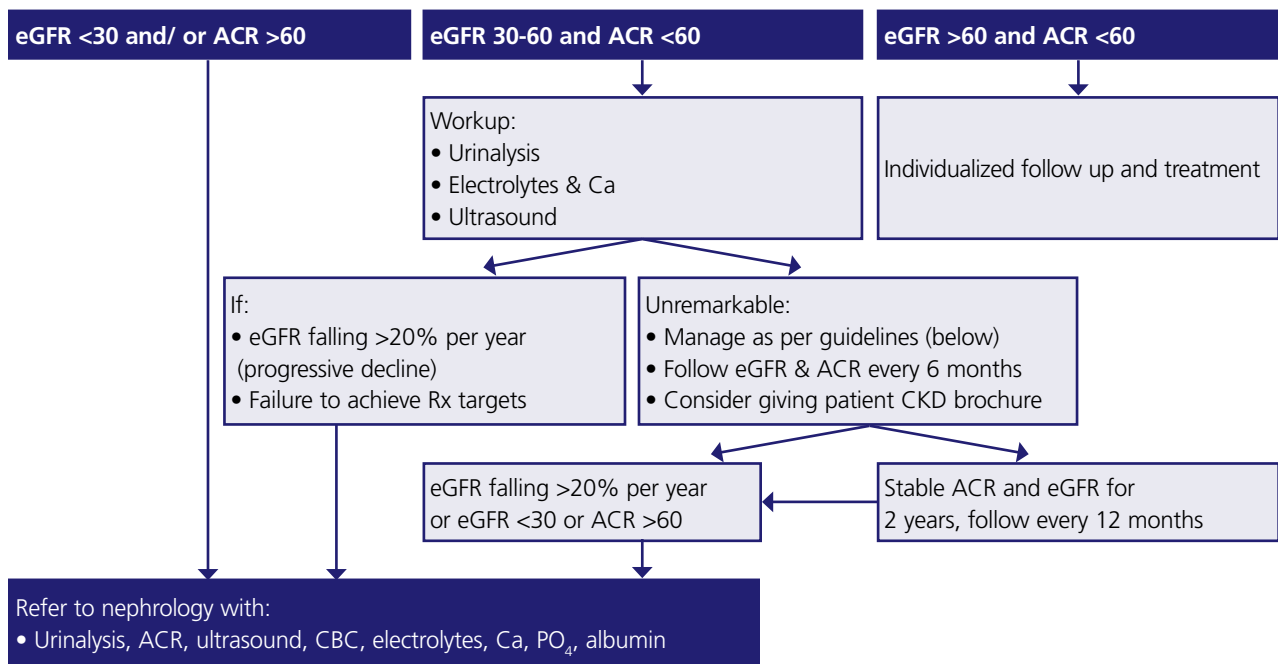 eGFR <30 and/ or ACR >60
eGFR 30-60 and ACR <60
eGFR >60 and ACR <60
Workup:
• Urinalysis
• Electrolytes & Ca
• Ultrasound
Individualized follow up and treatment
If:
• eGFR falling >20% per year
(progressive decline)
• Failure to achieve Rx targets
Unremarkable:
• Manage as per guidelines (below)
• Follow eGFR & ACR every 6 months
• Consider giving patient CKD brochure
eGFR falling >20% per year
or eGFR <30 or ACR >60
Stable ACR and eGFR for
2 years, follow every 12 months
Refer to nephrology with:
• Urinalysis, ACR, ultrasound, CBC, electrolytes, Ca, PO₄, albumin